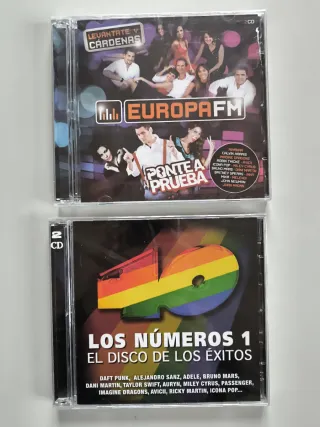 LEVÁNTATE Y
CÁRDENAS
CD
EUROPA FM
¡PONTE A
PRUEBA!
2
CD
40
LOS NÚMEROS 1
EL DISCO DE LOS ÉXITOS
DAFT PUNK, ALEJANDRO SANZ, ADELE, BRUNO MARS,
DANI MARTIN, TAYLOR SWIFT, AURYN, MILEY CYRUS, PASSENGER,
IMAGINE DRAGONS, AVICII, RICKY MARTIN, ICONA POP...